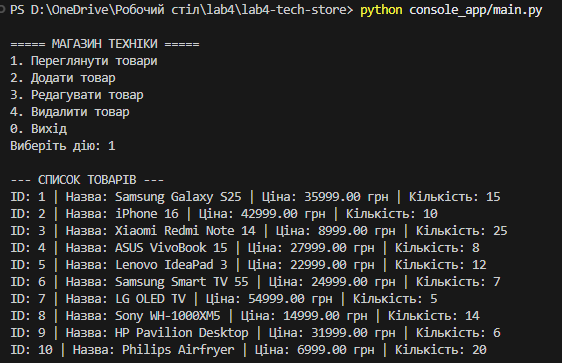 PS D:\OneDrive\Робочий стіл\lab4\lab4-tech-store> python console_app/main.py
===== МАГАЗИН ТЕХНІКИ =====
1. Переглянути товари
2. Додати товар
3. Редагувати товар
4. Видалити товар
0. Вихід
Виберіть дію: 1
--- СПИСОК ТОВАРІВ ---
ID: 1 | Назва: Samsung Galaxy S25 | Ціна: 35999.00 грн | Кількість: 15
ID: 2 | Назва: iPhone 16 | Ціна: 42999.00 грн | Кількість: 10
ID: 3 | Назва: Xiaomi Redmi Note 14 | Ціна: 8999.00 грн | Кількість: 25
ID: 4 | Назва: ASUS VivoBook 15 | Ціна: 27999.00 грн | Кількість: 8
ID: 5 | Назва: Lenovo IdeaPad 3 | Ціна: 22999.00 грн | Кількість: 12
ID: 6 | Назва: Samsung Smart TV 55 | Ціна: 24999.00 грн | Кількість: 7
ID: 7 | Назва: LG OLED TV | Ціна: 54999.00 грн | Кількість: 5
ID: 8 | Назва: Sony WH-1000XM5 | Ціна: 14999.00 грн | Кількість: 14
ID: 9 | Назва: HP Pavilion Desktop | Ціна: 31999.00 грн | Кількість: 6
ID: 10 | Назва: Philips Airfryer | Ціна: 6999.00 грн | Кількість: 20